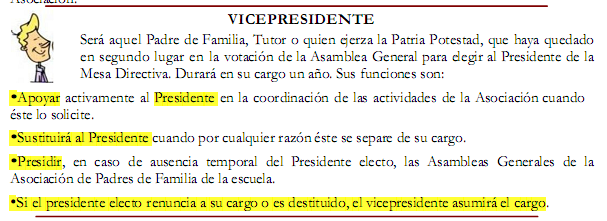 Asociación.
VICEPRESIDENTE
Será aquel Padre de Familia, Tutor o quien ejerza la Patria Potestad, que haya quedado
en segundo lugar en la votación de la Asamblea General para elegir al Presidente de la
Mesa Directiva. Durará en su cargo un año. Sus funciones son:
•Apoyar activamente al Presidente en la coordinación de las actividades de la Asociación cuando
éste lo solicite.
•Sustituirá al Presidente cuando por cualquier razón éste se separe de su cargo.
•Presidir, en caso de ausencia temporal del Presidente electo, las Asambleas Generales de la
Asociación de Padres de Familia de la escuela.
•Si el presidente electo renuncia a su cargo o es destituido, el vicepresidente asumirá el cargo.